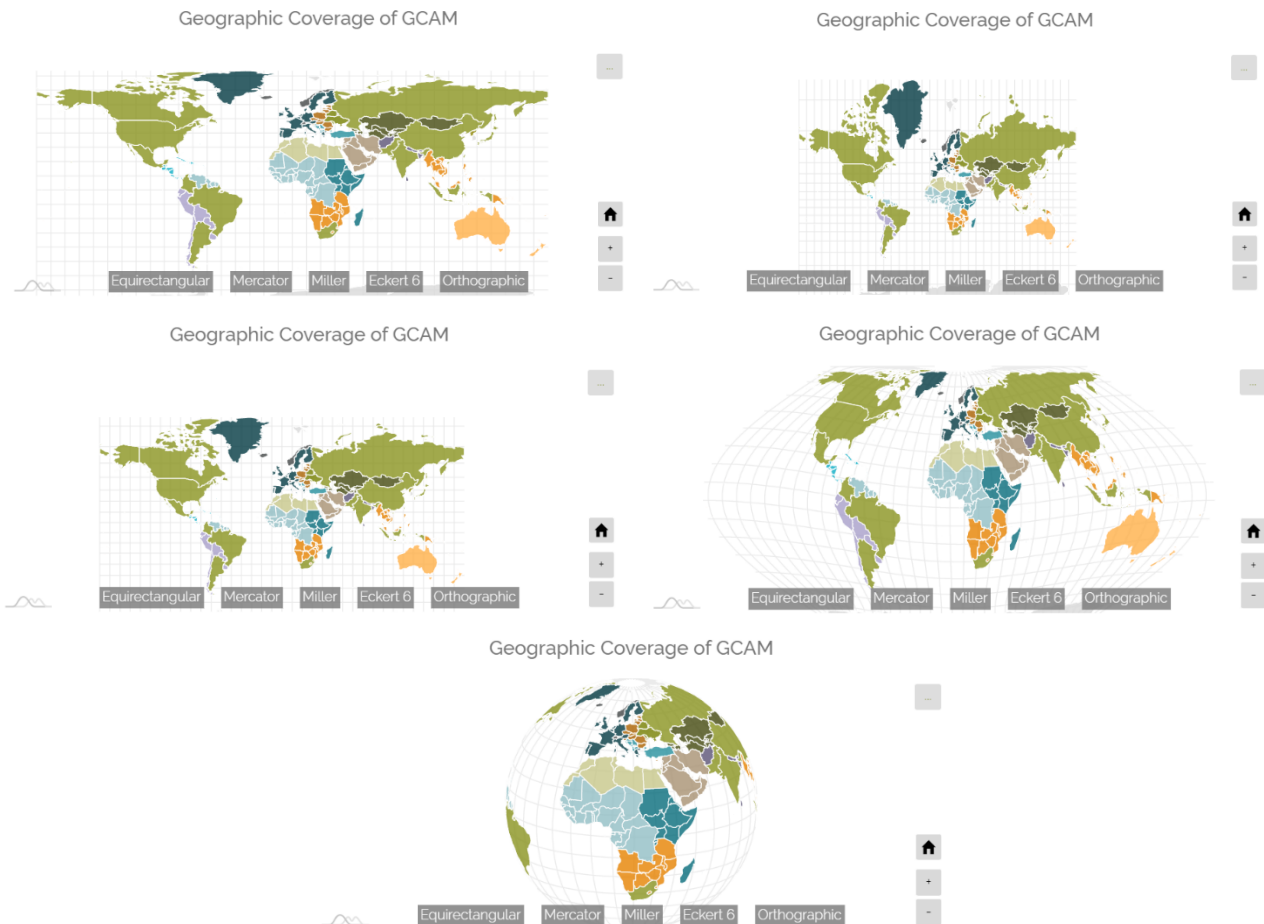 Geographic Coverage of GCAM
...
+
-
Equirectangular Mercator Miller Eckert 6 Orthographic
Geographic Coverage of GCAM
...
+
-
Equirectangular Mercator Miller Eckert 6 Orthographic
Geographic Coverage of GCAM
...
+
-
Equirectangular Mercator Miller Eckert 6 Orthographic
Geographic Coverage of GCAM
...
+
-
Equirectangular Mercator Miller Eckert 6 Orthographic
Geographic Coverage of GCAM
...
+
-
Equirectangular Mercator Miller Eckert 6 Orthographic